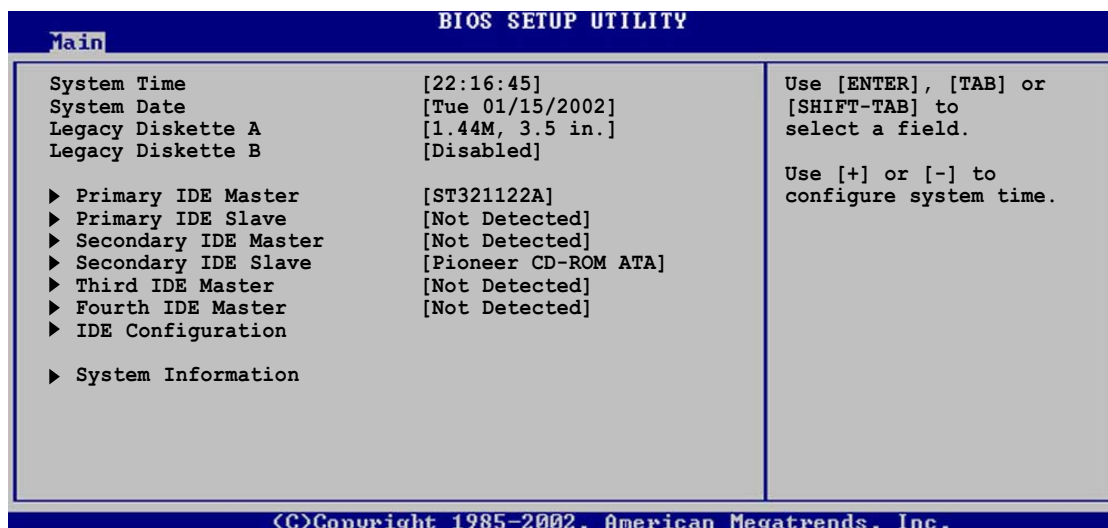 BIOS SETUP UTILITY
Main
System Time [22:16:45]
System Date [Tue 01/15/2002]
Legacy Diskette A [1.44M, 3.5 in.]
Legacy Diskette B [Disabled]
Primary IDE Master [ST321122A]
Primary IDE Slave [Not Detected]
Secondary IDE Master [Not Detected]
Secondary IDE Slave [Pioneer CD-ROM ATA]
Third IDE Master [Not Detected]
Fourth IDE Master [Not Detected]
IDE Configuration
System Information
Use [ENTER], [TAB] or
[SHIFT-TAB] to
select a field.
Use [+] or [-] to
configure system time.
(C)Copyright 1985-2002, American Megatrends, Inc.